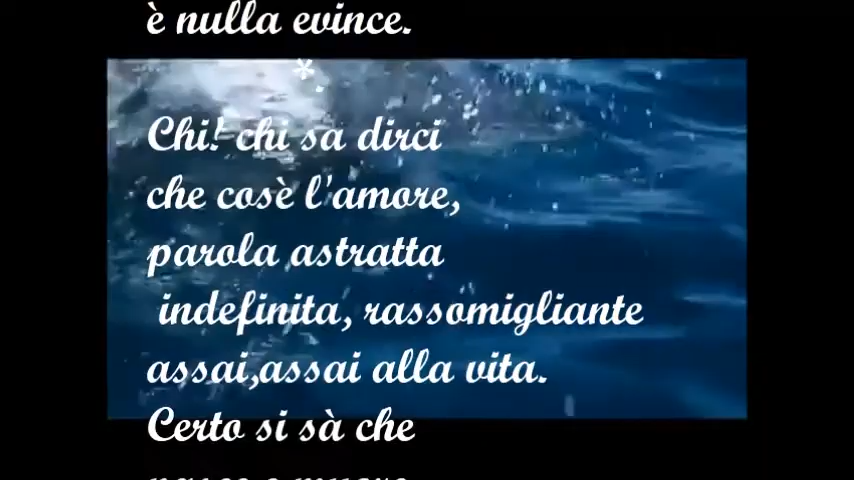 è nulla evince.
*
Chi! chi sa dirci
che cosè l'amore,
parola astratta
indefinita, rassomigliante
assai,assai alla vita.
Certo si sà che